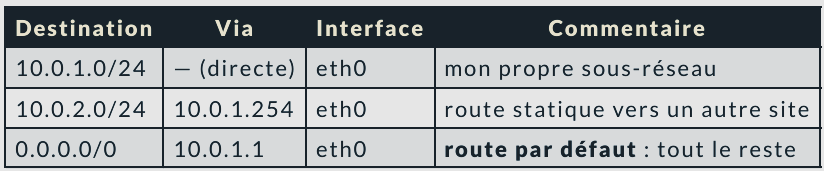 Destination Via Interface Commentaire
10.0.1.0/24 — (directe) eth0 mon propre sous-réseau
10.0.2.0/24 10.0.1.254 eth0 route statique vers un autre site
0.0.0.0/0 10.0.1.1 eth0 route par défaut : tout le reste